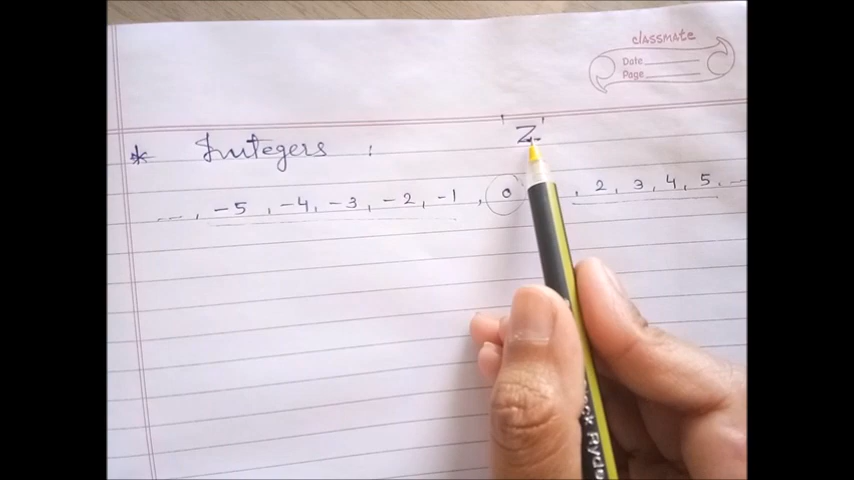 classmate
Date
Page
'Z'
* Integers :
..., -5, -4, -3, -2, -1, 0, , 2, 3, 4, 5, ...